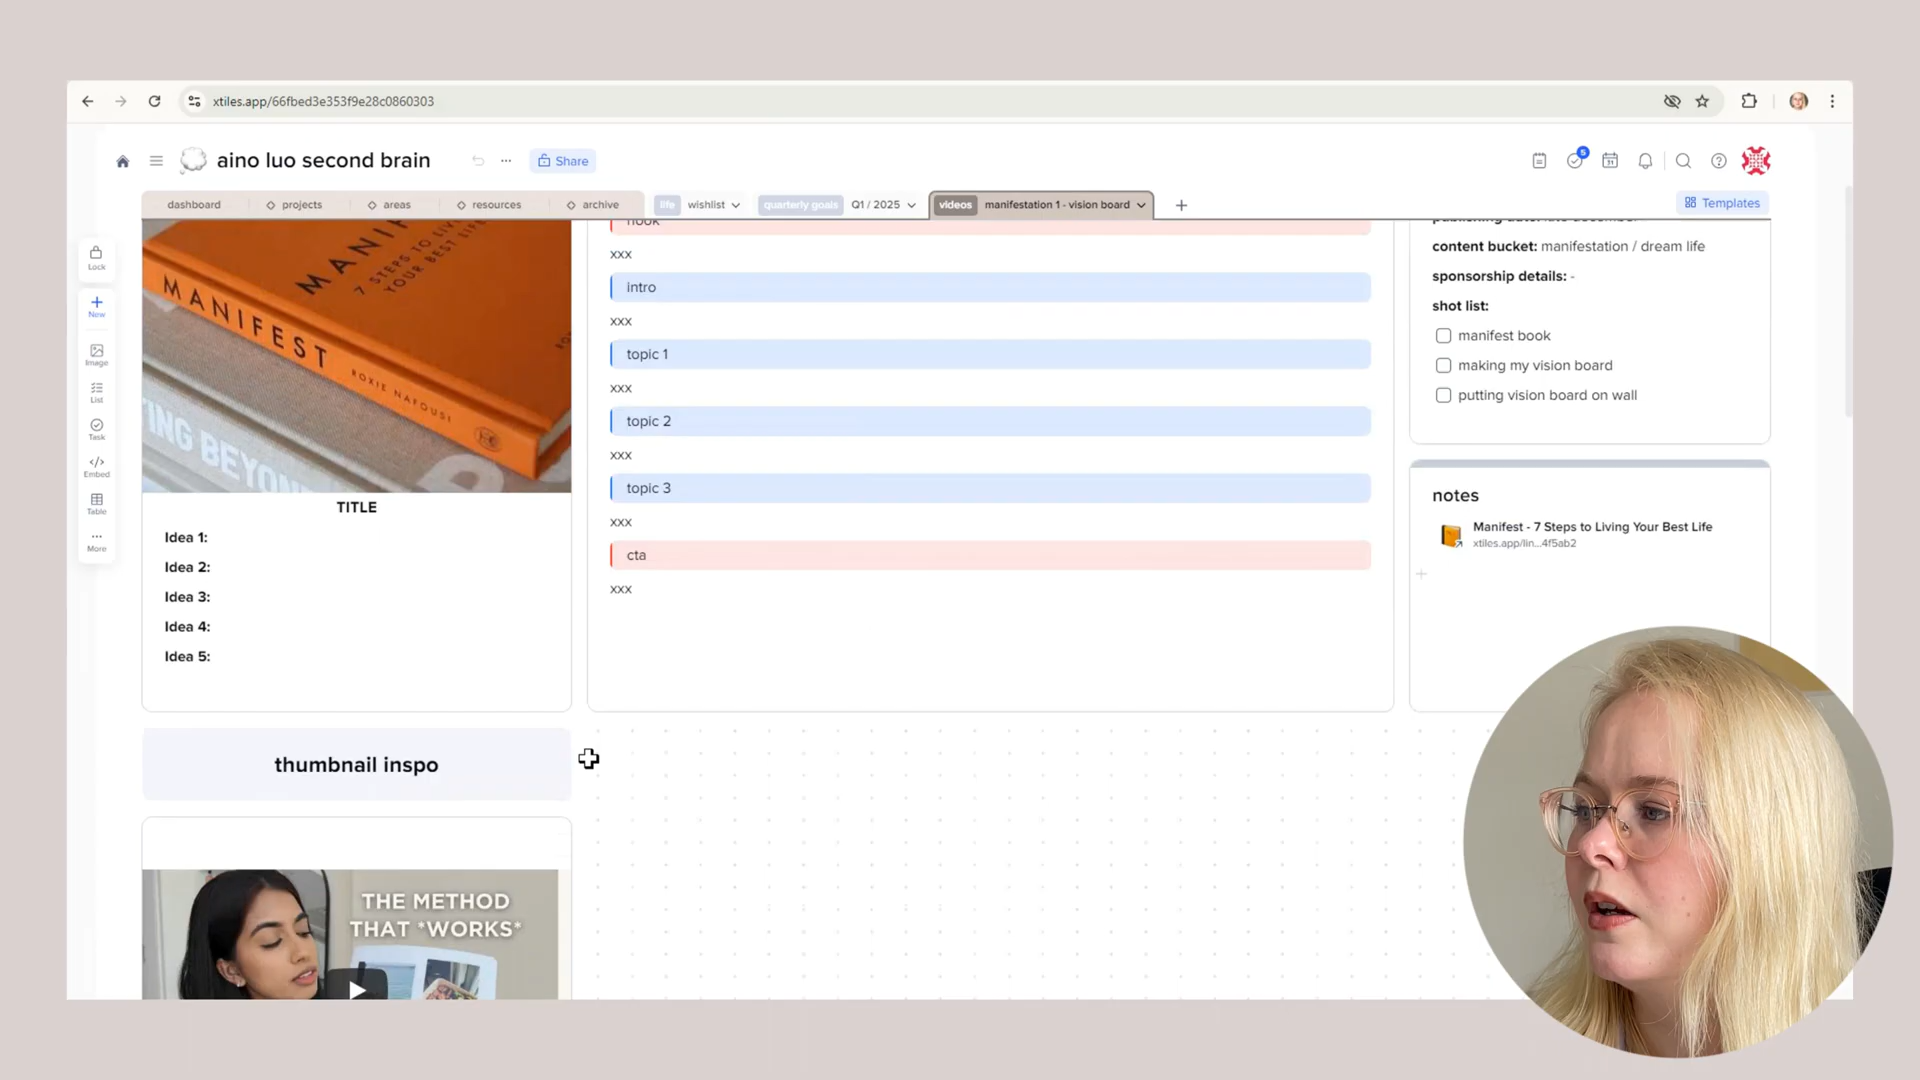 xtiles.app/66fbed3e353f9e28c0860303
aino luo second brain
Share
5
31
dashboard
projects
areas
resources
archive
life
wishlist
quarterly goals
Q1 / 2025
videos
manifestation 1 - vision board
Templates
Lock
New
Image
List
Task
Embed
Table
More
7 STEPS TO LIVING
YOUR BEST LIFE
MANIFEST
ROXIE NAFOUSI
TITLE
Idea 1:
Idea 2:
Idea 3:
Idea 4:
Idea 5:
thumbnail inspo
THE METHOD
THAT *WORKS*
hook
xxx
intro
xxx
topic 1
xxx
topic 2
xxx
topic 3
xxx
cta
xxx
content bucket: manifestation / dream life
sponsorship details: -
shot list:
manifest book
making my vision board
putting vision board on wall
notes
Manifest - 7 Steps to Living Your Best Life
xtiles.app/lin...4f5ab2